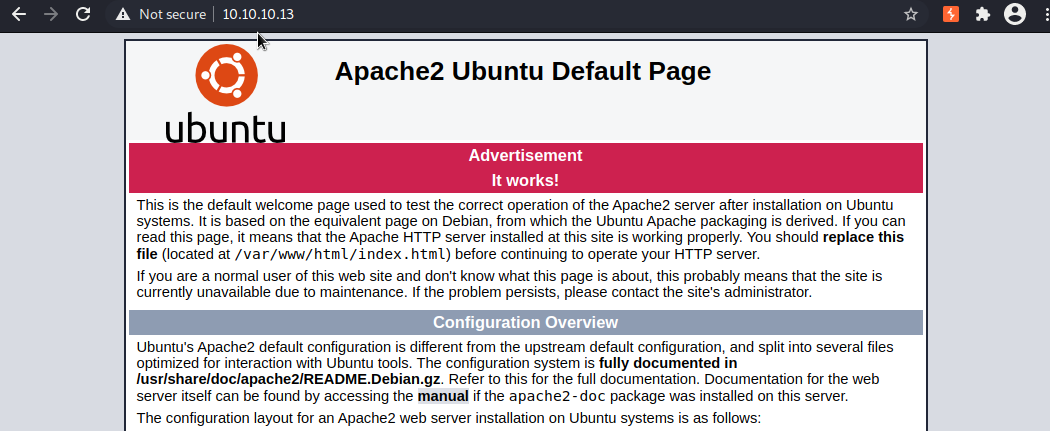 Not secure 10.10.10.13
Apache2 Ubuntu Default Page
ubuntu
Advertisement
It works!
This is the default welcome page used to test the correct operation of the Apache2 server after installation on Ubuntu
systems. It is based on the equivalent page on Debian, from which the Ubuntu Apache packaging is derived. If you can
read this page, it means that the Apache HTTP server installed at this site is working properly. You should replace this
file (located at /var/www/html/index.html) before continuing to operate your HTTP server.
If you are a normal user of this web site and don't know what this page is about, this probably means that the site is
currently unavailable due to maintenance. If the problem persists, please contact the site's administrator.
Configuration Overview
Ubuntu's Apache2 default configuration is different from the upstream default configuration, and split into several files
optimized for interaction with Ubuntu tools. The configuration system is fully documented in
/usr/share/doc/apache2/README.Debian.gz. Refer to this for the full documentation. Documentation for the web
server itself can be found by accessing the manual if the apache2-doc package was installed on this server.
The configuration layout for an Apache2 web server installation on Ubuntu systems is as follows: